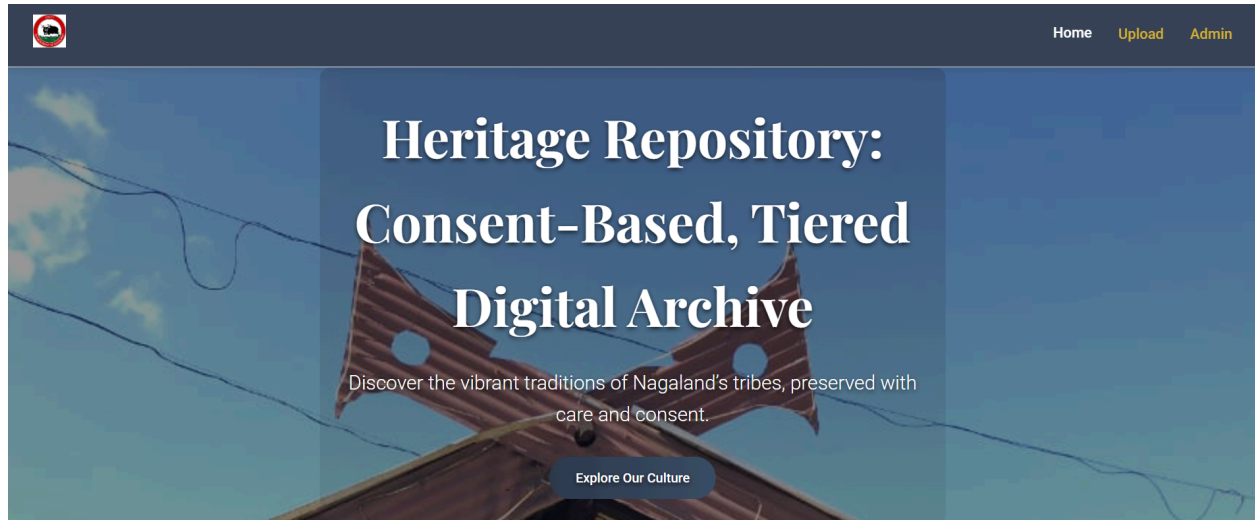 Home Upload Admin
Heritage Repository:
Consent-Based, Tiered
Digital Archive
Discover the vibrant traditions of Nagaland’s tribes, preserved with
care and consent.
Explore Our Culture